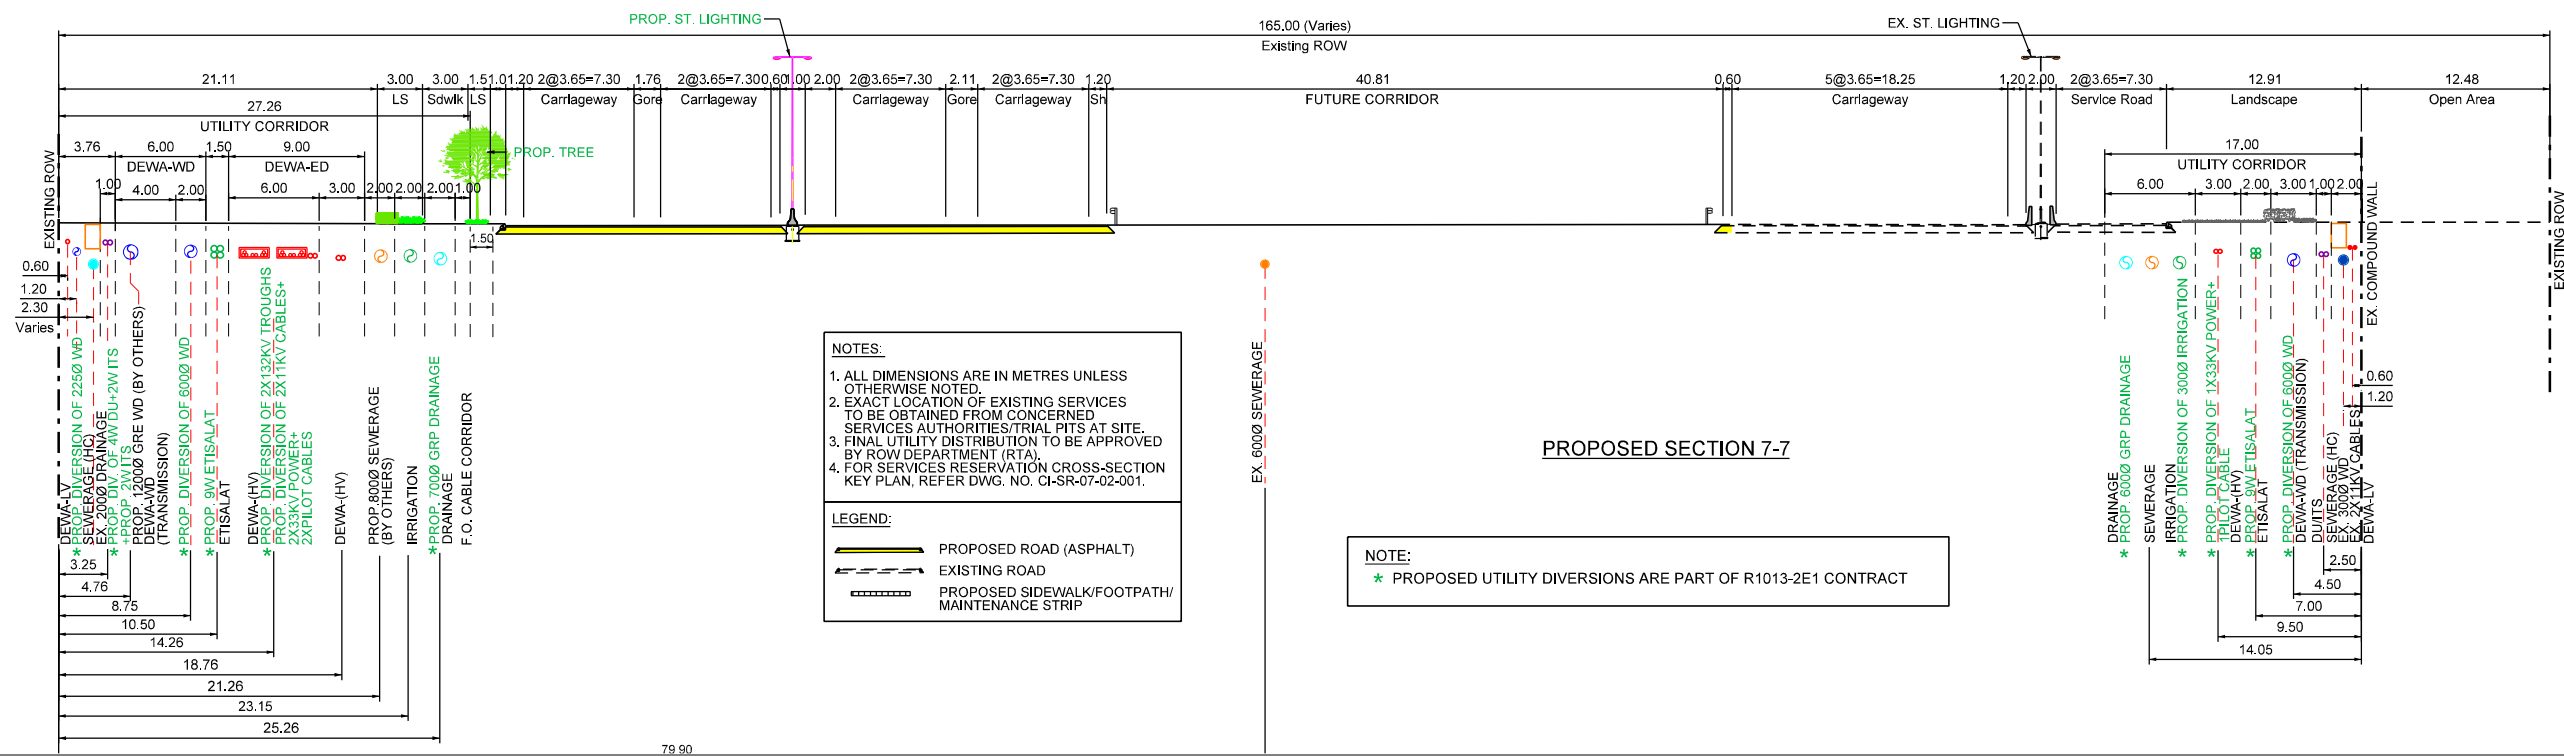 PROP. ST. LIGHTING
165.00 (Varies)
EX. ST. LIGHTING
Existing ROW
21.11 3.00 3.00 1.51.01.20 2@3.65=7.30 1.76 2@3.65=7.300.601.00 2.00 2@3.65=7.30 2.11 2@3.65=7.30 1.20 40.81 0.60 5@3.65=18.25 1.202.00 2@3.65=7.30 12.91 12.48
LS Sdwlk LS Carriageway Gore Carriageway Carriageway Gore Carriageway Sh FUTURE CORRIDOR Carriageway Service Road Landscape Open Area
27.26
UTILITY CORRIDOR
3.76 6.00 1.50 9.00
DEWA-WD DEWA-ED
PROP. TREE
17.00
UTILITY CORRIDOR
1.00 4.00 2.00 6.00 3.00 2.00 2.00 2.00 1.00
6.00 3.00 2.00 3.00 1.00 2.00
EXISTING ROW
1.50
EX. COMPOUND WALL
EXISTING ROW
0.60
1.20
2.30
Varies
DEWA-LV
* PROP. DIVERSION OF 225Ø WD
SEWERAGE (HC)
EX. 200Ø DRAINAGE
* PROP. DIV. OF 4W DU+2W ITS
+PROP. 2W ITS
PROP. 1200Ø GRE WD (BY OTHERS)
DEWA-WD
(TRANSMISSION)
* PROP. DIVERSION OF 600Ø WD
* PROP. 9W ETISALAT
ETISALAT
DEWA-(HV)
* PROP. DIVERSION OF 2X132KV TROUGHS
PROP. DIVERSION OF 2X11KV CABLES+
2X33KV POWER+
2XPILOT CABLES
DEWA-(HV)
PROP.800Ø SEWERAGE
(BY OTHERS)
IRRIGATION
* PROP. 700Ø GRP DRAINAGE
DRAINAGE
F.O. CABLE CORRIDOR
3.25
4.76
8.75
10.50
14.26
18.76
21.26
23.15
25.26
79.90
NOTES:
1. ALL DIMENSIONS ARE IN METRES UNLESS
OTHERWISE NOTED.
2. EXACT LOCATION OF EXISTING SERVICES
TO BE OBTAINED FROM CONCERNED
SERVICES AUTHORITIES/TRIAL PITS AT SITE.
3. FINAL UTILITY DISTRIBUTION TO BE APPROVED
BY ROW DEPARTMENT (RTA).
4. FOR SERVICES RESERVATION CROSS-SECTION
KEY PLAN, REFER DWG. NO. CI-SR-07-02-001.
LEGEND:
PROPOSED ROAD (ASPHALT)
EXISTING ROAD
PROPOSED SIDEWALK/FOOTPATH/
MAINTENANCE STRIP
EX. 600Ø SEWERAGE
PROPOSED SECTION 7-7
NOTE:
* PROPOSED UTILITY DIVERSIONS ARE PART OF R1013-2E1 CONTRACT
DRAINAGE
* PROP. 600Ø GRP DRAINAGE
SEWERAGE
IRRIGATION
* PROP. DIVERSION OF 300Ø IRRIGATION
* PROP. DIVERSION OF 1X33KV POWER+
1PILOT CABLE
DEWA-(HV)
* PROP. 9W ETISALAT
ETISALAT
* PROP. DIVERSION OF 600Ø WD
DEWA-WD (TRANSMISSION)
DU/ITS
SEWERAGE (HC)
EX. 300Ø WD
EX. 2X11KV CABLES
DEWA-LV
0.60
1.20
2.50
4.50
7.00
9.50
14.05